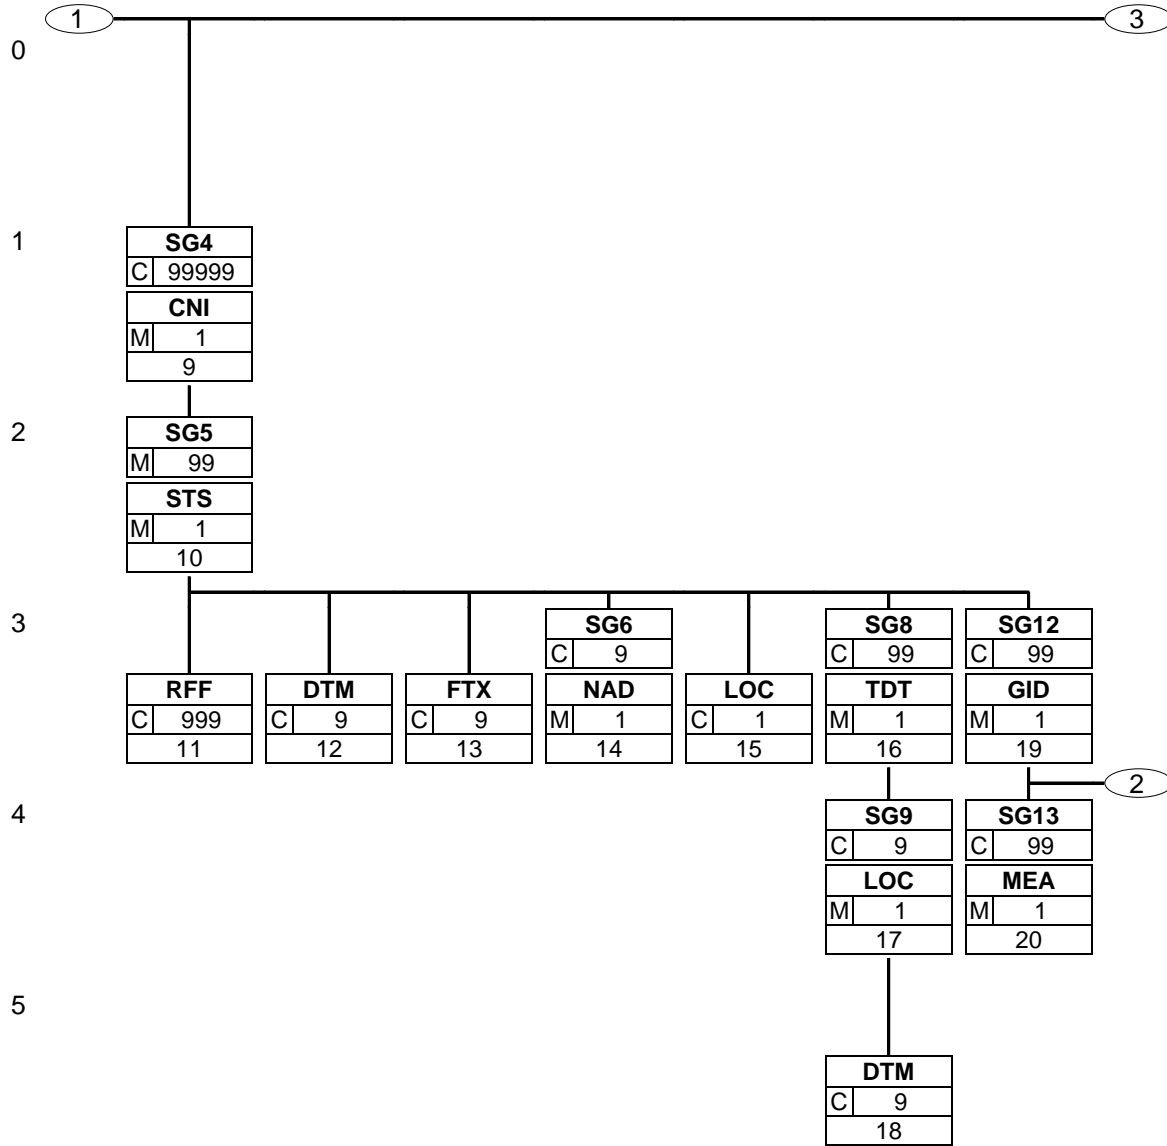 1 3
0
1 SG4
C 99999
CNI
M 1
9
2 SG5
M 99
STS
M 1
10
3 SG6 SG8 SG12
C 9 C 99 C 99
RFF DTM FTX NAD LOC TDT GID
C 999 C 9 C 9 M 1 C 1 M 1 M 1
11 12 13 14 15 16 19
2
4 SG9 SG13
C 9 C 99
LOC MEA
M 1 M 1
17 20
5
DTM
C 9
18